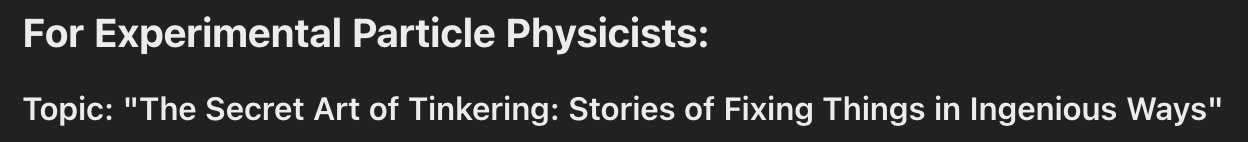 For Experimental Particle Physicists:
Topic: "The Secret Art of Tinkering: Stories of Fixing Things in Ingenious Ways"